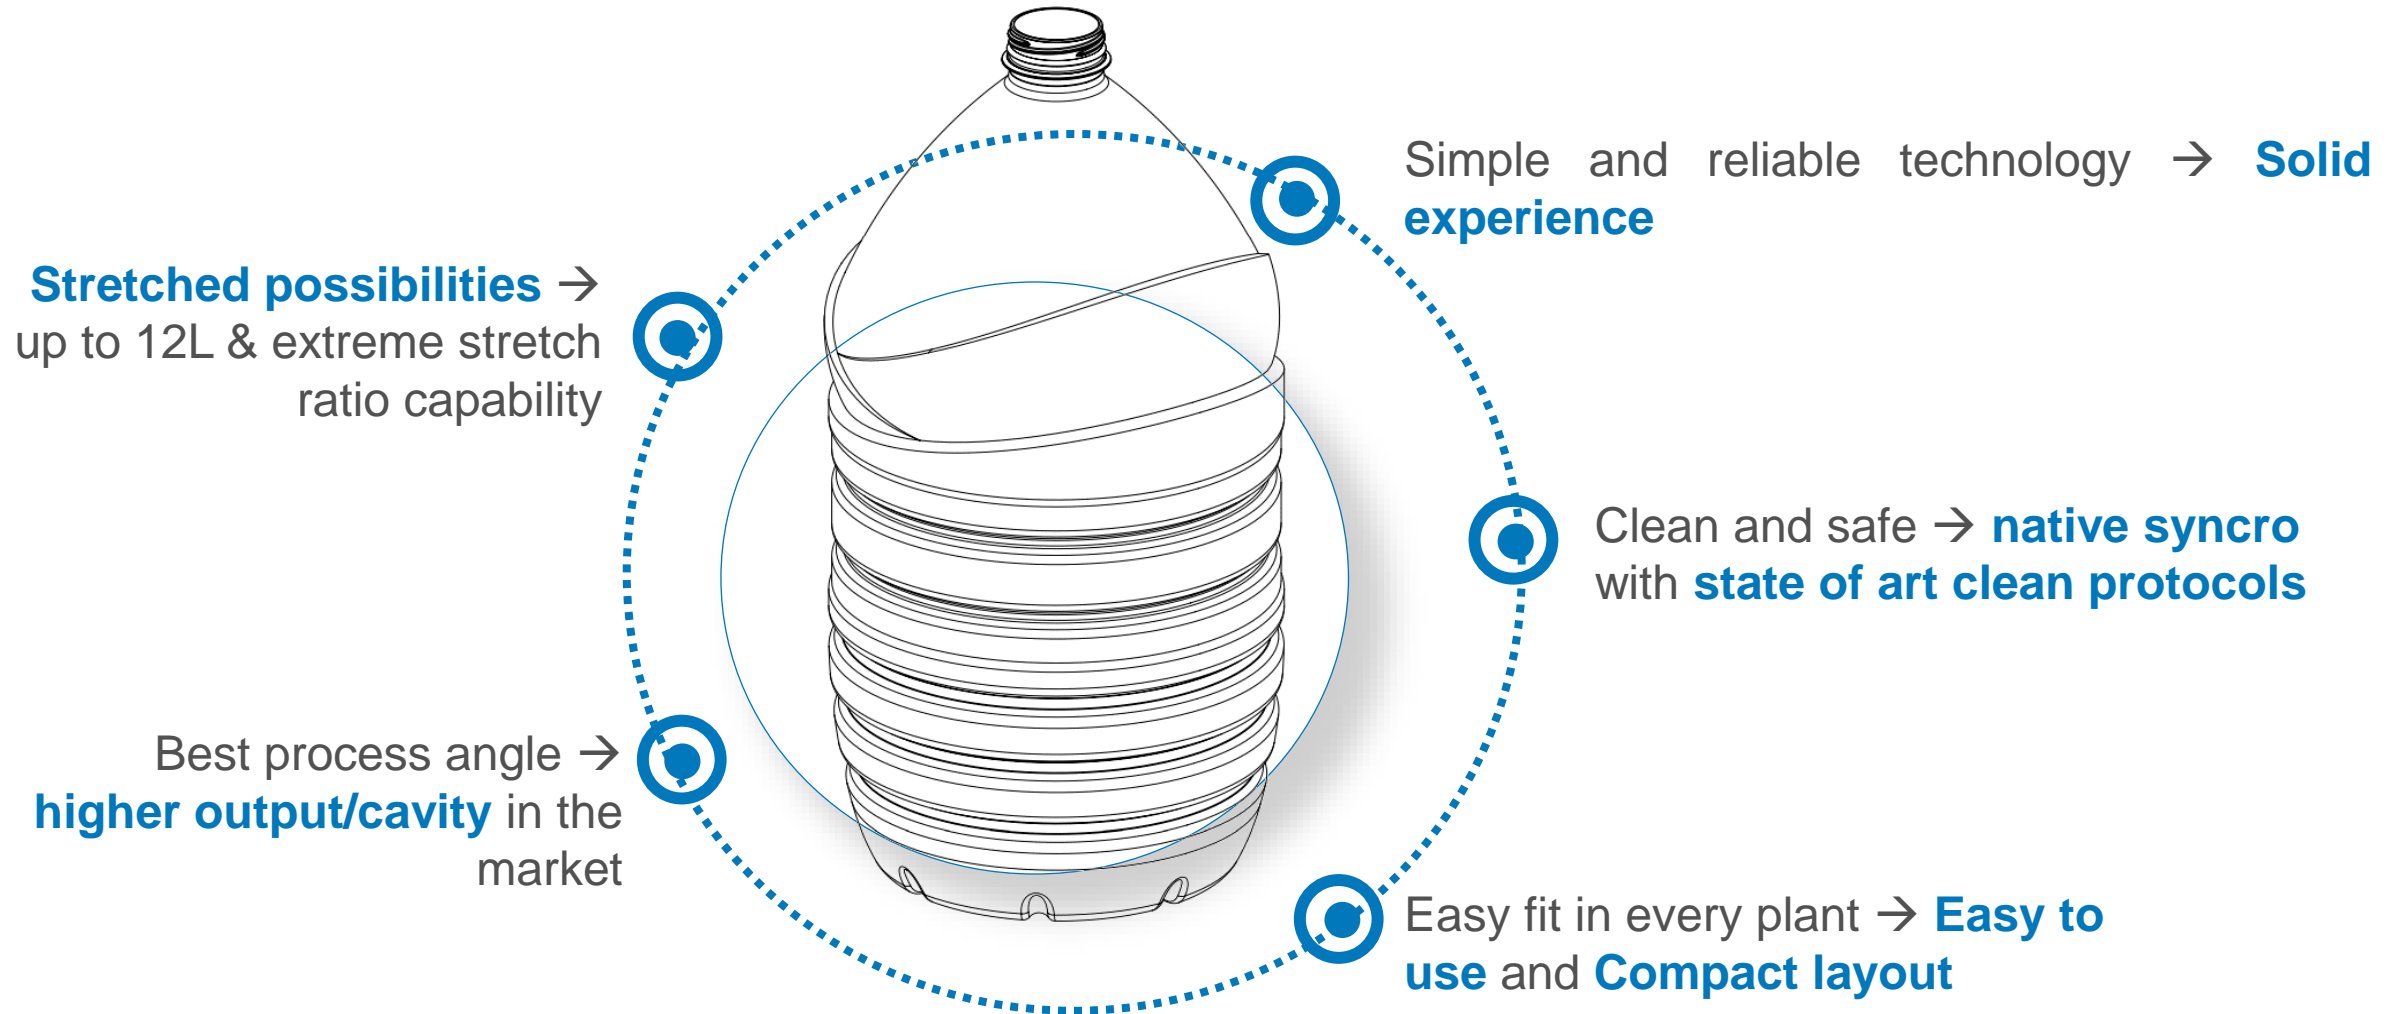 Simple and reliable technology → Solid
experience
Stretched possibilities →
up to 12L & extreme stretch
ratio capability
Clean and safe → native syncro
with state of art clean protocols
Best process angle →
higher output/cavity in the
market
Easy fit in every plant → Easy to
use and Compact layout